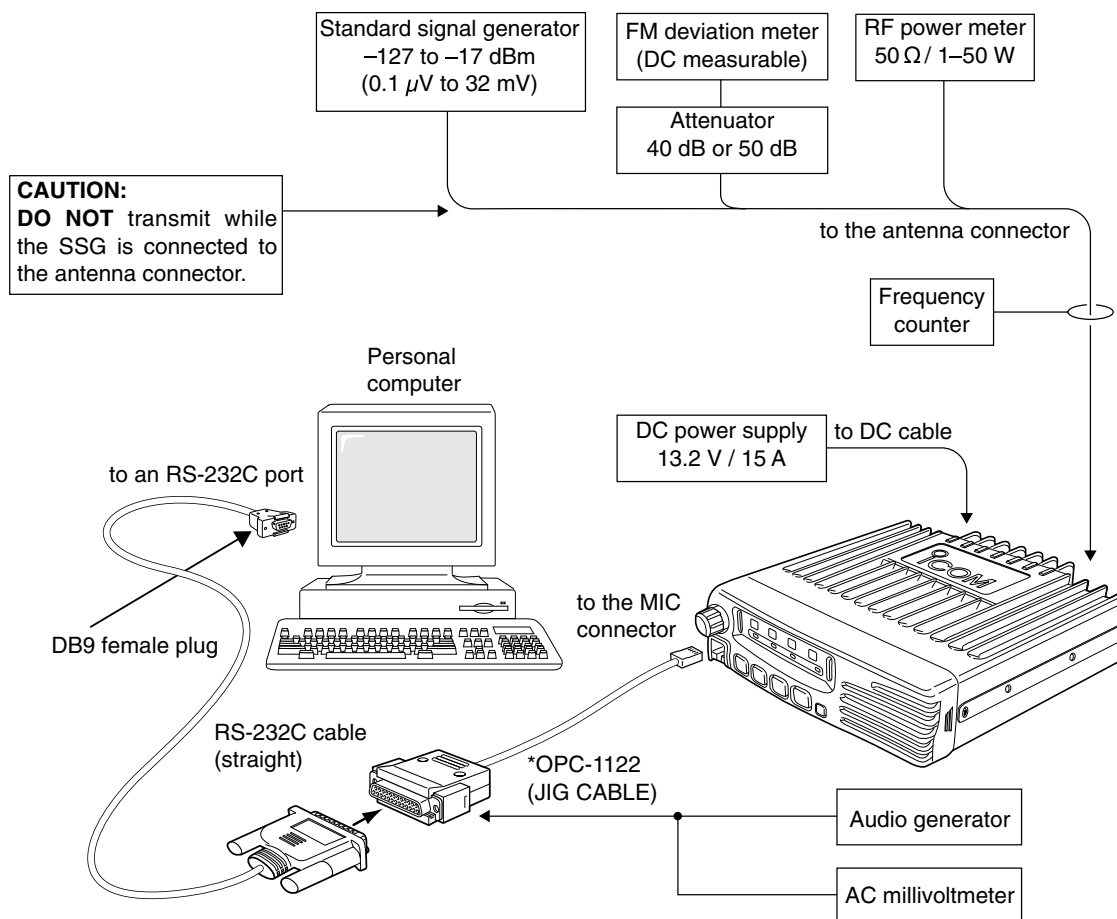 Standard signal generator
–127 to –17 dBm
(0.1 µV to 32 mV)
FM deviation meter
(DC measurable)
RF power meter
50 Ω / 1–50 W
Attenuator
40 dB or 50 dB
CAUTION:
DO NOT transmit while
the SSG is connected to
the antenna connector.
to the antenna connector
Frequency
counter
Personal
computer
DC power supply
13.2 V / 15 A
to DC cable
to an RS-232C port
ICOM
to the MIC
connector
DB9 female plug
RS-232C cable
(straight)
*OPC-1122
(JIG CABLE)
Audio generator
AC millivoltmeter